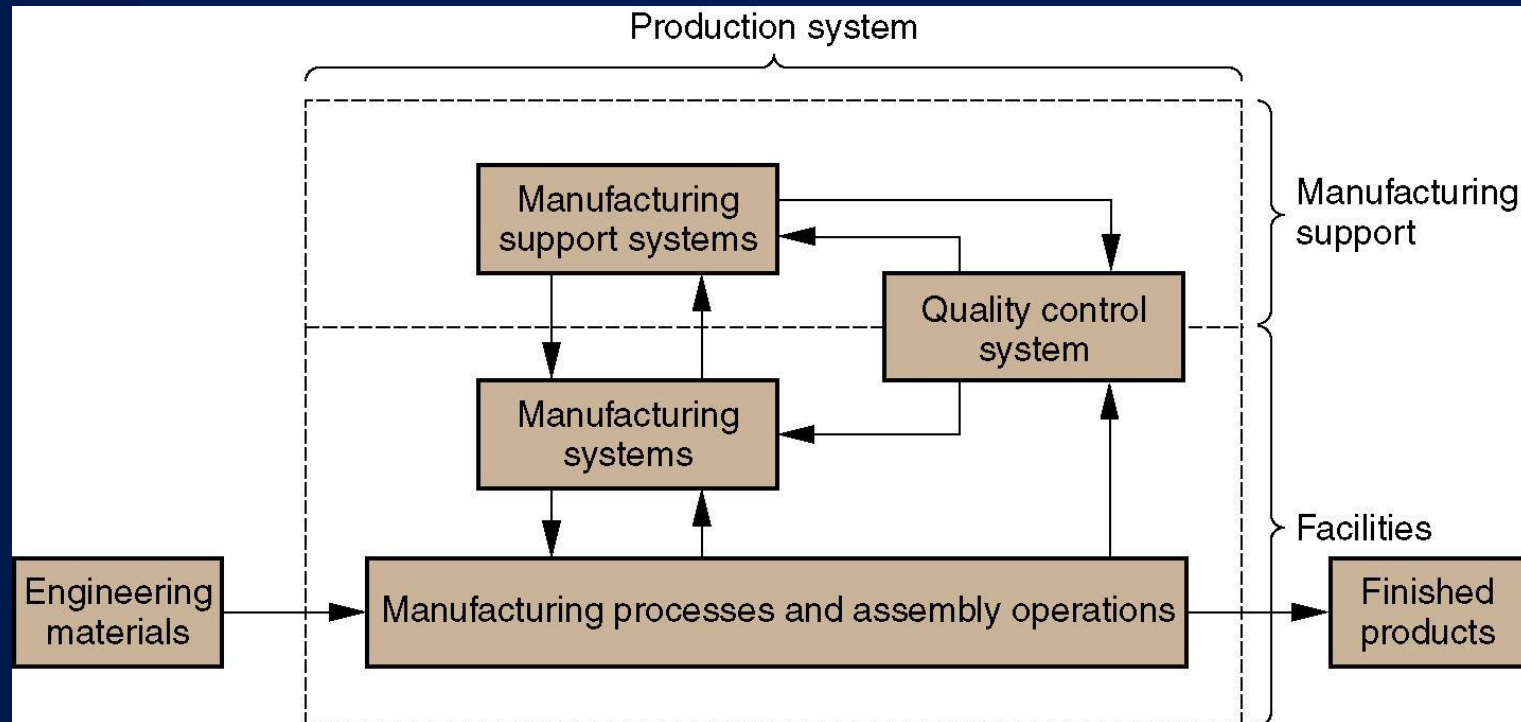 Production system
Manufacturing
support systems
Manufacturing
support
Quality control
system
Manufacturing
systems
Facilities
Engineering
materials
Manufacturing processes and assembly operations
Finished
products